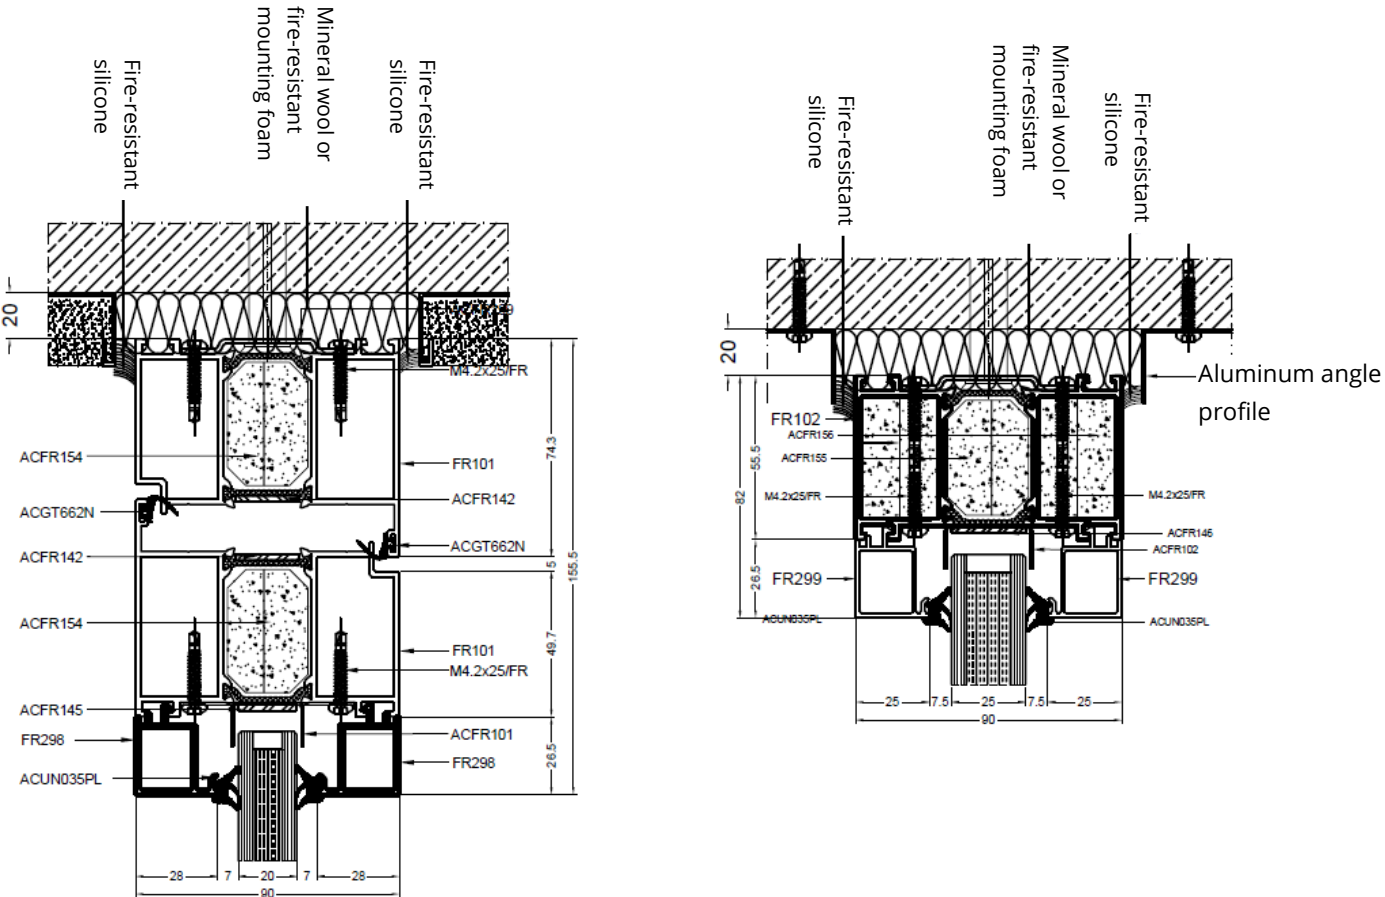 Fire-resistant
silicone
Mineral wool or
fire-resistant
mounting foam
Fire-resistant
silicone
20
M4.2x25/FR
ACFR154
FR101
ACFR142
ACGT662N
ACGT662N
ACFR142
ACFR154
FR101
M4.2x25/FR
ACFR145
FR298
ACFR101
FR298
ACUN035PL
74.3
5
49.7
26.5
155.5
28
7
20
7
28
90
Fire-resistant
silicone
Mineral wool or
fire-resistant
mounting foam
Fire-resistant
silicone
20
Aluminum angle
profile
FR102
ACFR156
ACFR155
M4.2x25/FR
M4.2x25/FR
ACFR146
ACFR102
FR299
FR299
ACUN035PL
ACUN035PL
55.5
82
26.5
25
7.5
25
7.5
25
90